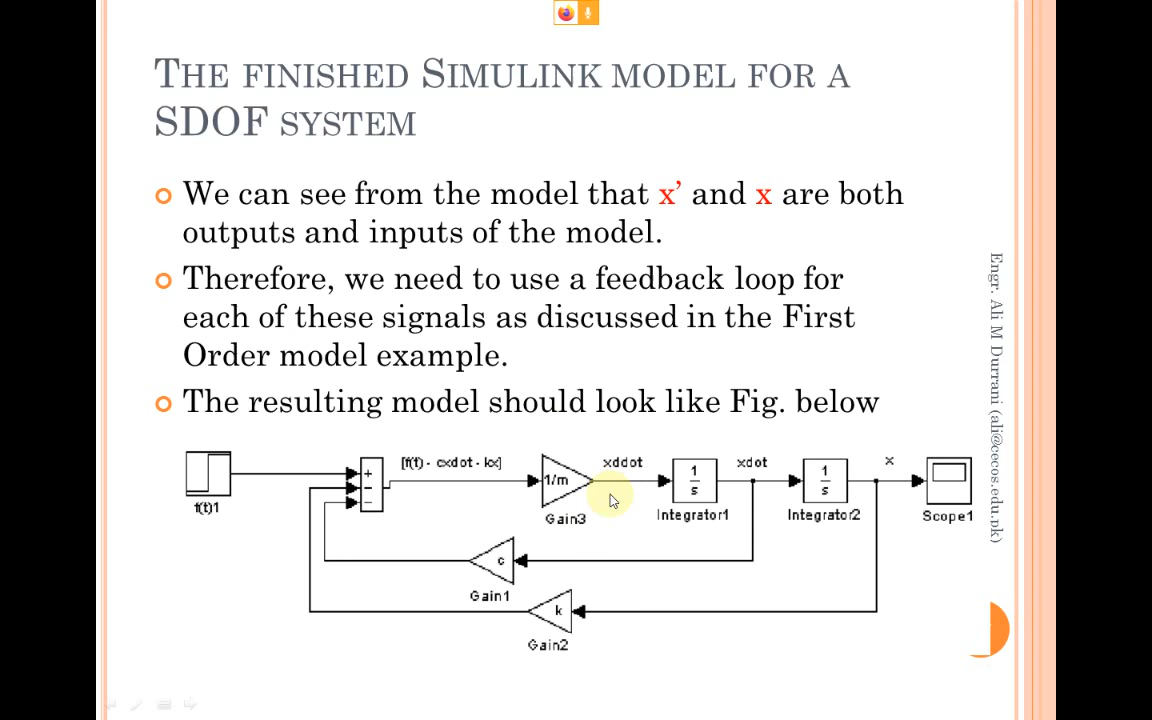 THE FINISHED SIMULINK MODEL FOR A
SDOF SYSTEM
We can see from the model that x’ and x are both
outputs and inputs of the model.
Therefore, we need to use a feedback loop for
each of these signals as discussed in the First
Order model example.
The resulting model should look like Fig. below
f(t)1
+
−
−
[f(t) - cxdot - kx]
1/m
Gain3
xddot
1
s
Integrator1
xdot
1
s
Integrator2
x
Scope1
c
Gain1
k
Gain2
Engr. Ali M Durrani (ali@cecos.edu.pk)